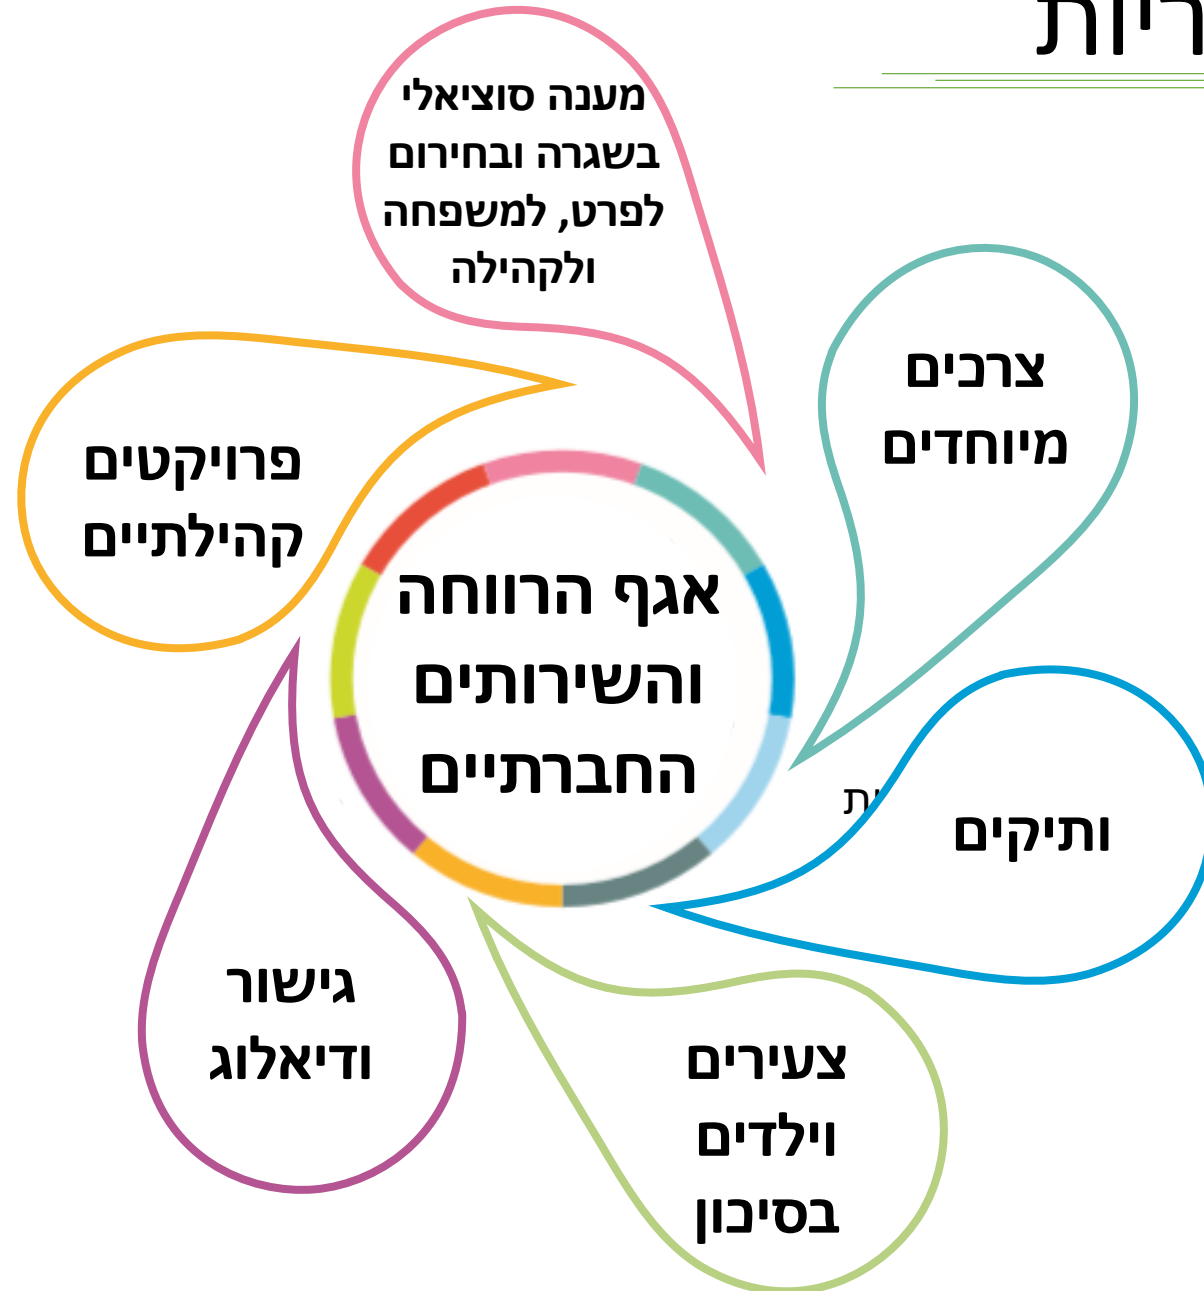 מענה סוציאלי
בשגרה ובחירום
לפרט, למשפחה
ולקהילה
צרכים
מיוחדים
פרויקטים
קהילתיים
אגף הרווחה
והשירותים
החברתיים
ותיקים
גישור
ודיאלוג
צעירים
וילדים
בסיכון